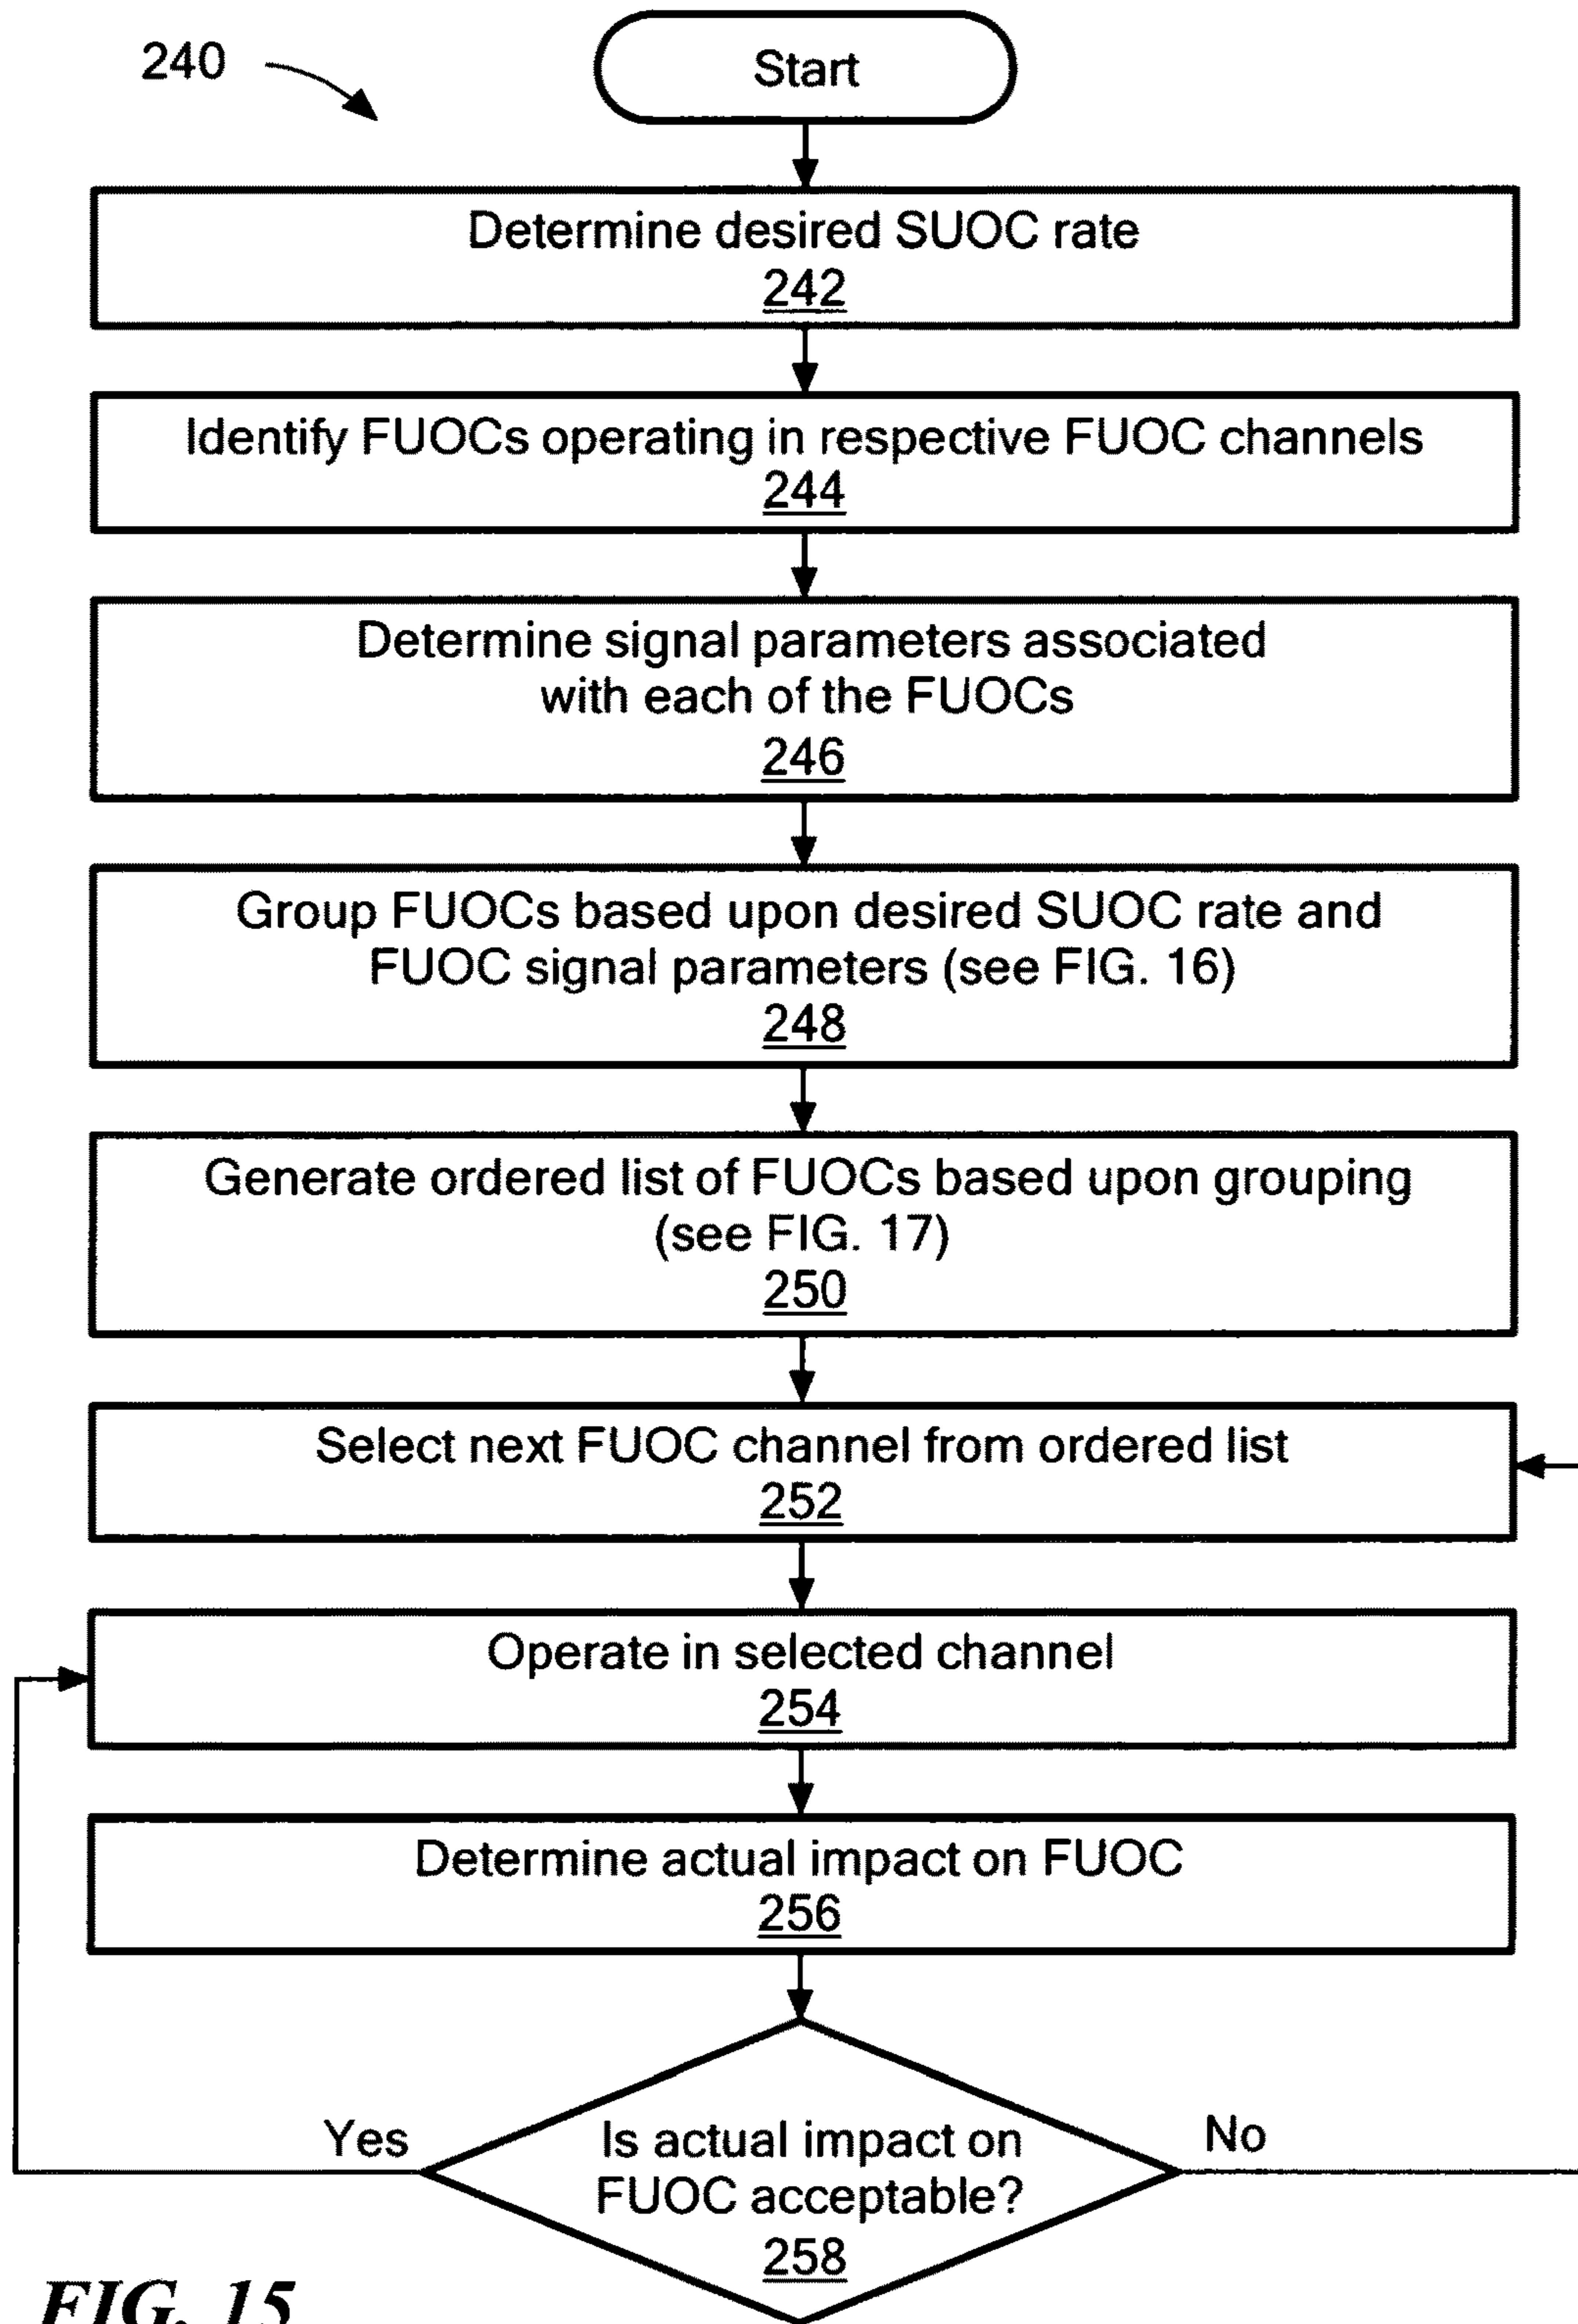 240
Start
Determine desired SUOC rate
242
Identify FUOCs operating in respective FUOC channels
244
Determine signal parameters associated
with each of the FUOCs
246
Group FUOCs based upon desired SUOC rate and
FUOC signal parameters (see FIG. 16)
248
Generate ordered list of FUOCs based upon grouping
(see FIG. 17)
250
Select next FUOC channel from ordered list
252
Operate in selected channel
254
Determine actual impact on FUOC
256
Yes
No
Is actual impact on
FUOC acceptable?
258
FIG. 15